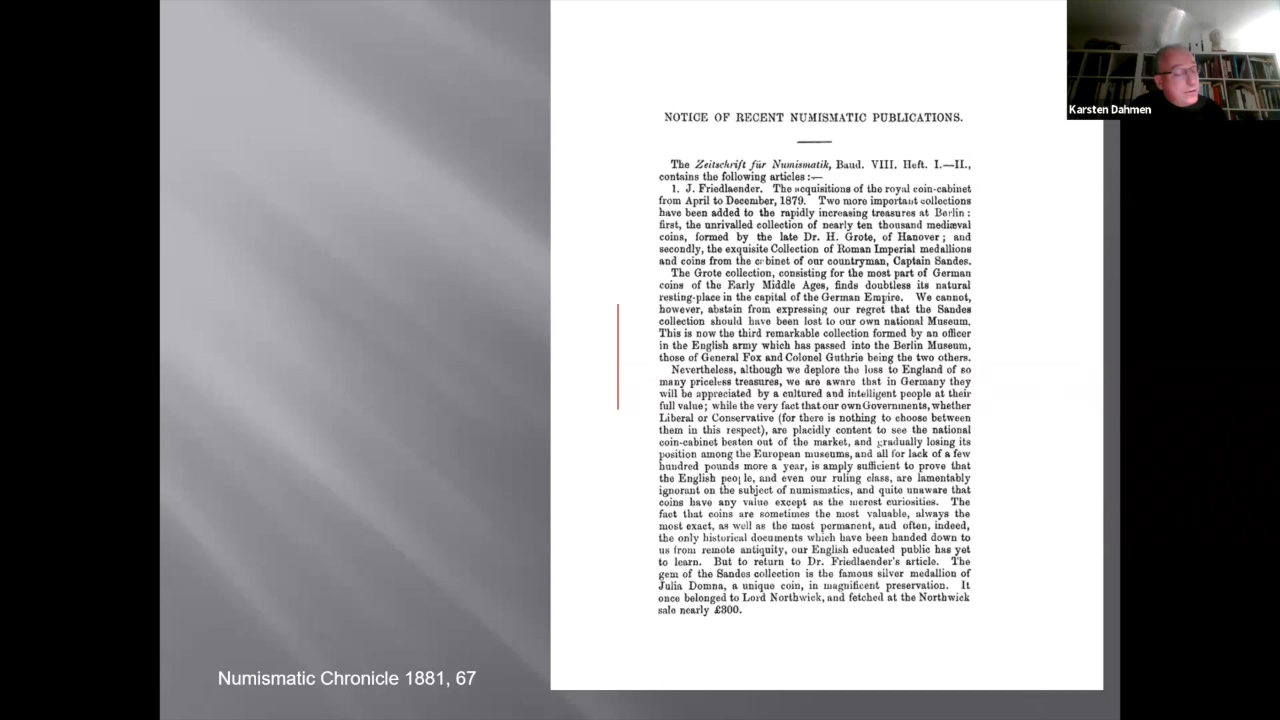 NOTICE OF RECENT NUMISMATIC PUBLICATIONS.
The Zeitschrift für Numismatik, Baud. VIII. Heft. I.—II.,
contains the following articles :—
1. J. Friedlaender. The acquisitions of the royal coin-cabinet
from April to December, 1879. Two more important collections
have been added to the rapidly increasing treasures at Berlin :
first, the unrivalled collection of nearly ten thousand mediæval
coins, formed by the late Dr. H. Grote, of Hanover ; and
secondly, the exquisite Collection of Roman Imperial medallions
and coins from the cabinet of our countryman, Captain Sandes.
The Grote collection, consisting for the most part of German
coins of the Early Middle Ages, finds doubtless its natural
resting-place in the capital of the German Empire. We cannot,
however, abstain from expressing our regret that the Sandes
collection should have been lost to our own national Museum.
This is now the third remarkable collection formed by an officer
in the English army which has passed into the Berlin Museum,
those of General Fox and Colonel Guthrie being the two others.
Nevertheless, although we deplore the loss to England of so
many priceless treasures, we are aware that in Germany they
will be appreciated by a cultured and intelligent people at their
full value ; while the very fact that our own Governments, whether
Liberal or Conservative (for there is nothing to choose between
them in this respect), are placidly content to see the national
coin-cabinet beaten out of the market, and gradually losing its
position among the European museums, and all for lack of a few
hundred pounds more a year, is amply sufficient to prove that
the English people, and even our ruling class, are lamentably
ignorant on the subject of numismatics, and quite unaware that
coins have any value except as the merest curiosities. The
fact that coins are sometimes the most valuable, always the
most exact, as well as the most permanent, and often, indeed,
the only historical documents which have been handed down to
us from remote antiquity, our English educated public has yet
to learn. But to return to Dr. Friedlaender's article. The
gem of the Sandes collection is the famous silver medallion of
Julia Domna, a unique coin, in magnificent preservation. It
once belonged to Lord Northwick, and fetched at the Northwick
sale nearly £300.
Numismatic Chronicle 1881, 67
Karsten Dahmen